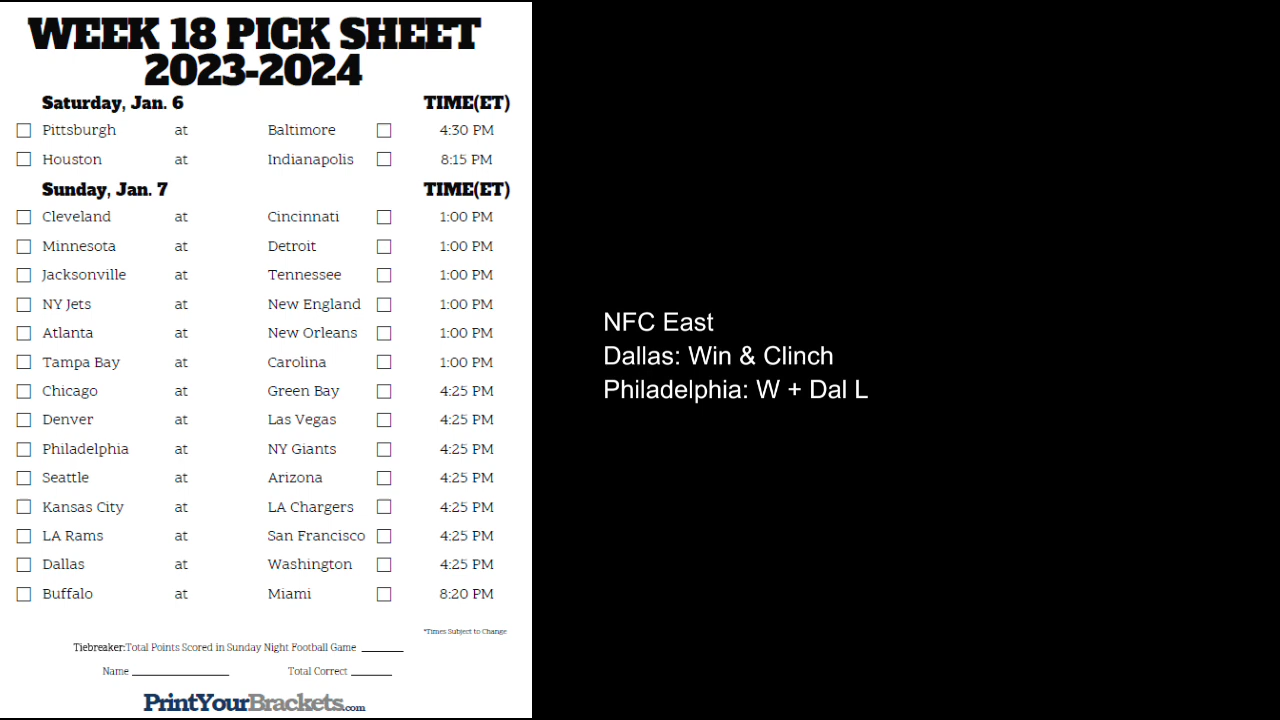 WEEK 18 PICK SHEET
2023-2024
Saturday, Jan. 6 TIME(ET)
Pittsburgh at Baltimore 4:30 PM
Houston at Indianapolis 8:15 PM
Sunday, Jan. 7 TIME(ET)
Cleveland at Cincinnati 1:00 PM
Minnesota at Detroit 1:00 PM
Jacksonville at Tennessee 1:00 PM
NY Jets at New England 1:00 PM
Atlanta at New Orleans 1:00 PM
Tampa Bay at Carolina 1:00 PM
Chicago at Green Bay 4:25 PM
Denver at Las Vegas 4:25 PM
Philadelphia at NY Giants 4:25 PM
Seattle at Arizona 4:25 PM
Kansas City at LA Chargers 4:25 PM
LA Rams at San Francisco 4:25 PM
Dallas at Washington 4:25 PM
Buffalo at Miami 8:20 PM
*Times Subject to Change
Tiebreaker:Total Points Scored in Sunday Night Football Game
Name Total Correct
PrintYourBrackets.com
NFC East
Dallas: Win & Clinch
Philadelphia: W + Dal L